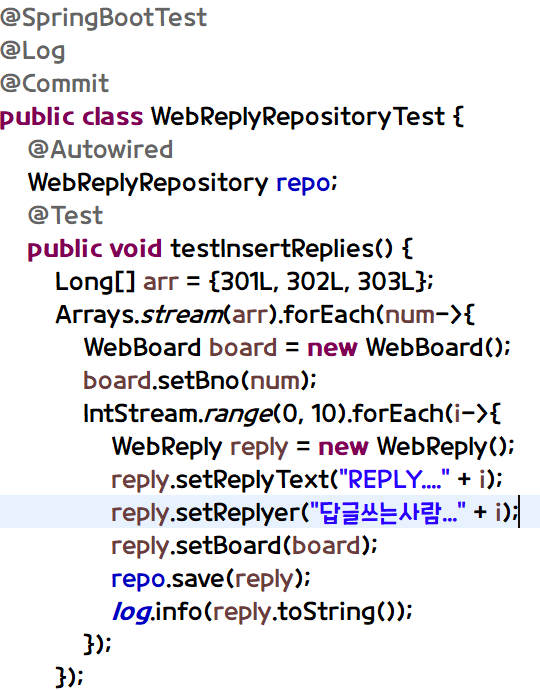 @SpringBootTest
@Log
@Commit
public class WebReplyRepositoryTest {
@Autowired
WebReplyRepository repo;
@Test
public void testInsertReplies() {
Long[] arr = {301L, 302L, 303L};
Arrays.stream(arr).forEach(num->{
WebBoard board = new WebBoard();
board.setBno(num);
IntStream.range(0, 10).forEach(i->{
WebReply reply = new WebReply();
reply.setReplyText("REPLY...." + i);
reply.setReplyer("답글쓰는사람..." + i);
reply.setBoard(board);
repo.save(reply);
log.info(reply.toString());
});
});